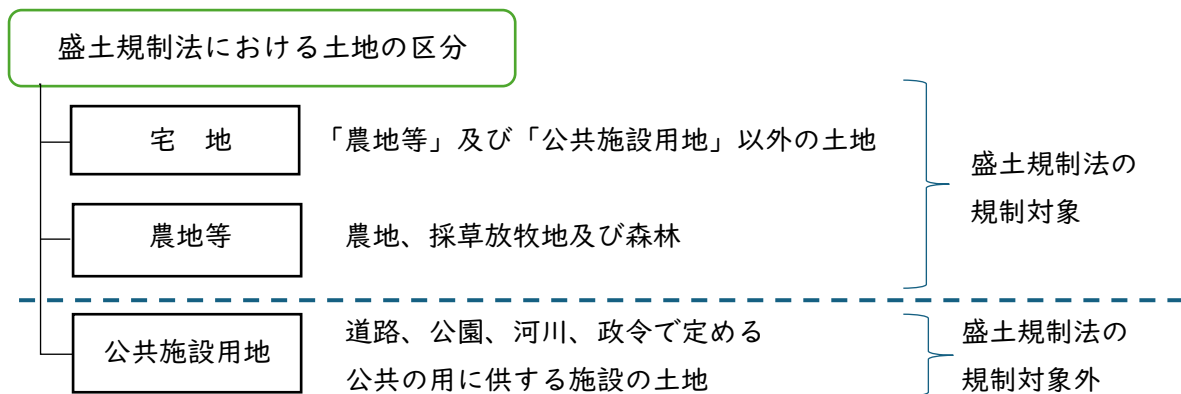 盛土規制法における土地の区分
宅 地
「農地等」及び「公共施設用地」以外の土地
農地等
農地、採草放牧地及び森林
盛土規制法の
規制対象
公共施設用地
道路、公園、河川、政令で定める
公共の用に供する施設の土地
盛土規制法の
規制対象外